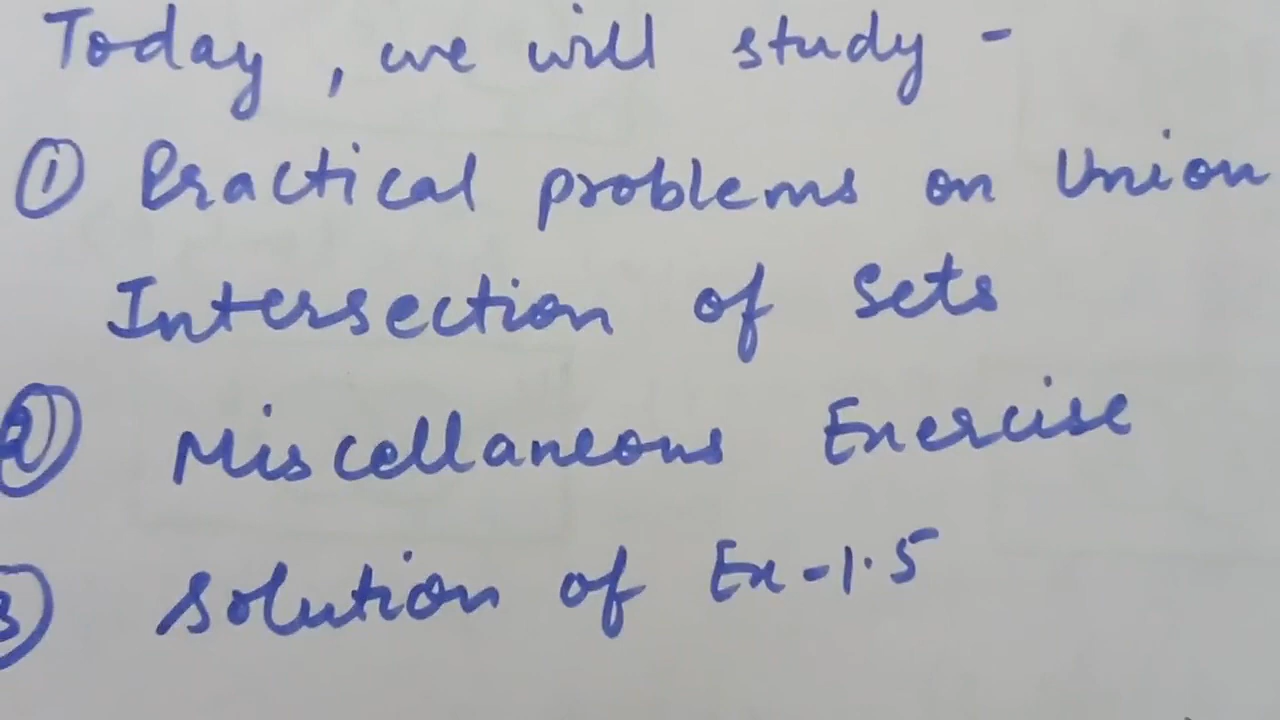 Today, we will study -
① Practical problems on Union
Intersection of Sets
② Miscellaneous Exercise
③ Solution of Ex-1.5